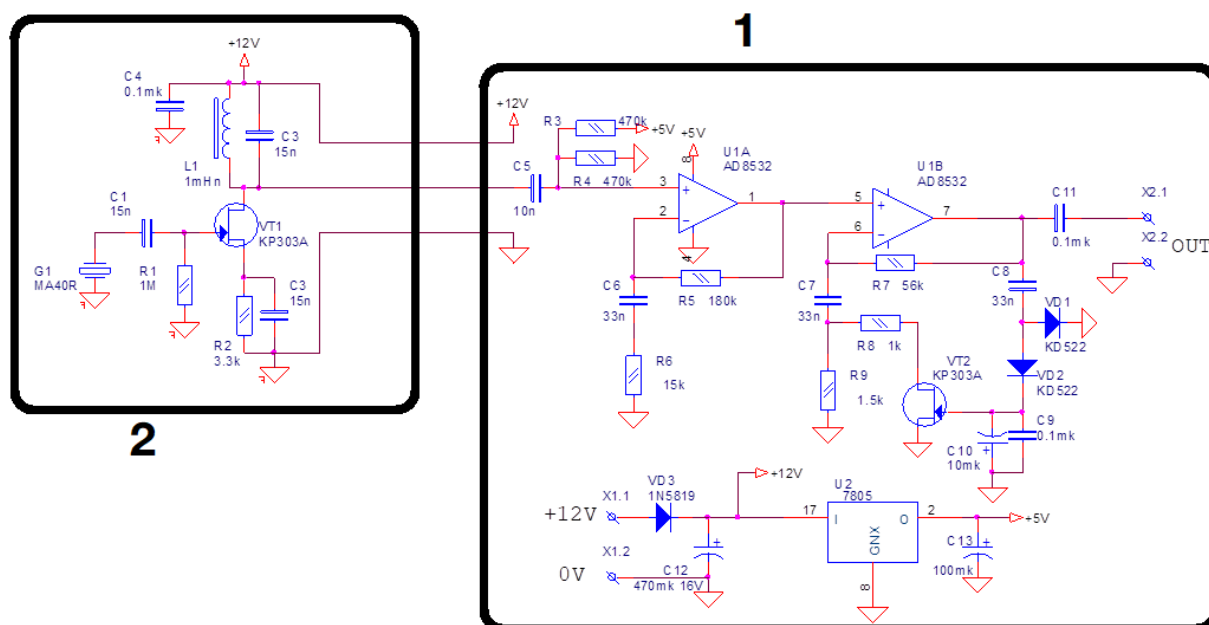 1
+12V
C4
0.1mk
C3
15n
L1
1mHn
C1
15n
VT1
KP303A
G1
MA40R
R1
1M
C3
15n
R2
3.3k
2
+12V
R3 470k
+5V
+5V
C5
10n
R4 470k
8
U1A
AD8532
3
+
2
−
1
4
C6
33n
R5 180k
R6
15k
U1B
AD8532
5
+
6
−
7
C11
0.1mk
X2.1
X2.2
OUT
R7 56k
C7
33n
C8
33n
VD1
KD522
R8 1k
VT2
KP303A
VD2
KD522
R9
1.5k
C9
0.1mk
C10
10mk
+
+12V
VD3
1N5819
X1.1
+12V
X1.2
0V
+
C12
470mk 16V
U2
7805
17
I
O
2
GNX
8
+5V
+
C13
100mk